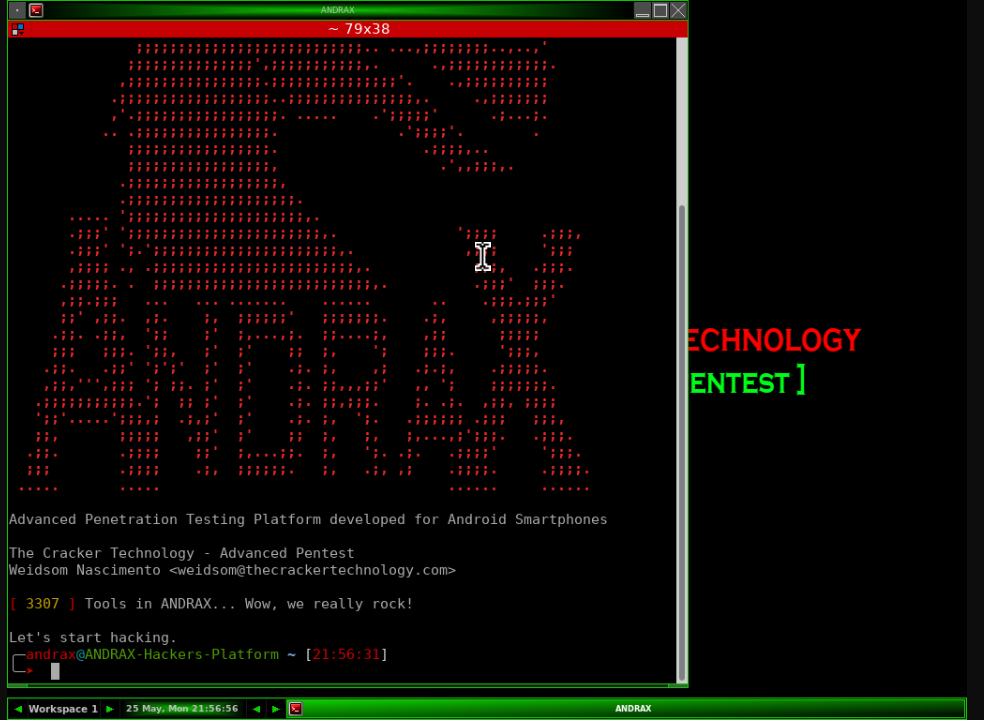 ANDRAX
~ 79x38
ANDRAX
ECHNOLOGY
ENTEST ]
Advanced Penetration Testing Platform developed for Android Smartphones
The Cracker Technology - Advanced Pentest
Weidsom Nascimento <weidsom@thecrackertechnology.com>
[ 3307 ] Tools in ANDRAX... Wow, we really rock!
Let's start hacking.
andrax@ANDRAX-Hackers-Platform ~ [21:56:31]
Workspace 1 25 May, Mon 21:56:56 ANDRAX